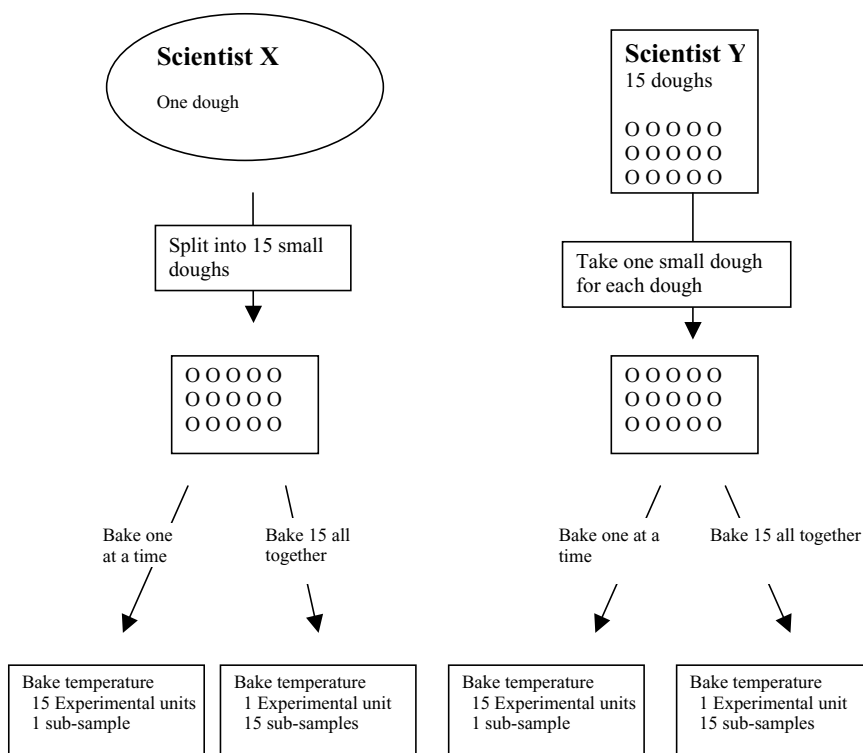 Scientist X
One dough
Scientist Y
15 doughs
O O O O O
O O O O O
O O O O O
Split into 15 small
doughs
Take one small dough
for each dough
O O O O O
O O O O O
O O O O O
O O O O O
O O O O O
O O O O O
Bake one
at a time
Bake 15 all
together
Bake one at a
time
Bake 15 all together
Bake temperature
15 Experimental units
1 sub-sample
Bake temperature
1 Experimental unit
15 sub-samples
Bake temperature
15 Experimental units
1 sub-sample
Bake temperature
1 Experimental unit
15 sub-samples